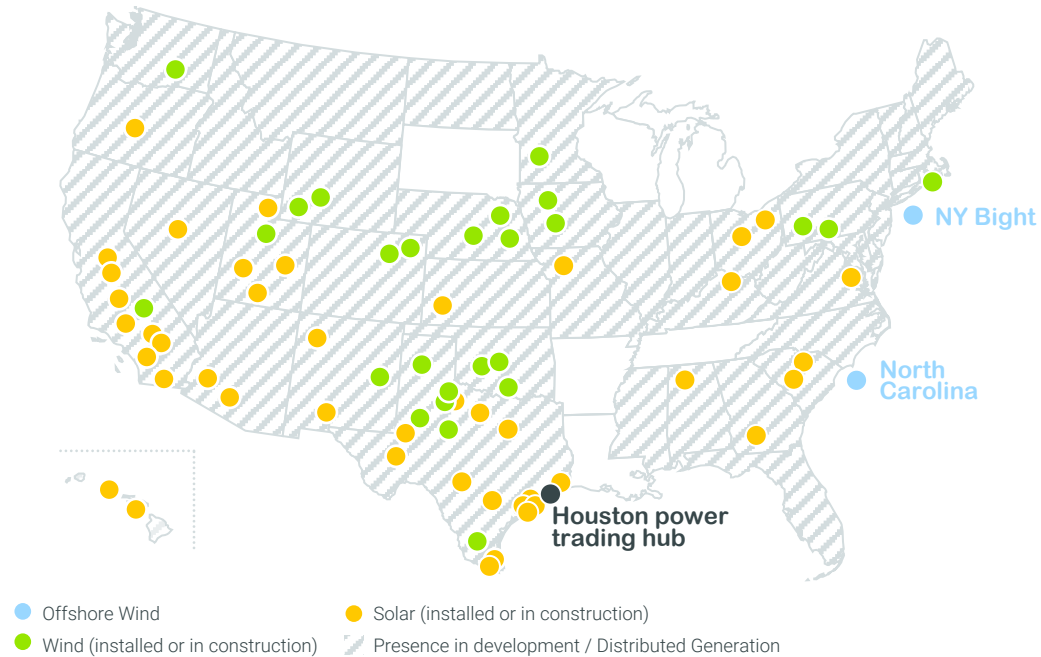 NY Bight
North
Carolina
Houston power
trading hub
Offshore Wind
Solar (installed or in construction)
Wind (installed or in construction)
Presence in development / Distributed Generation